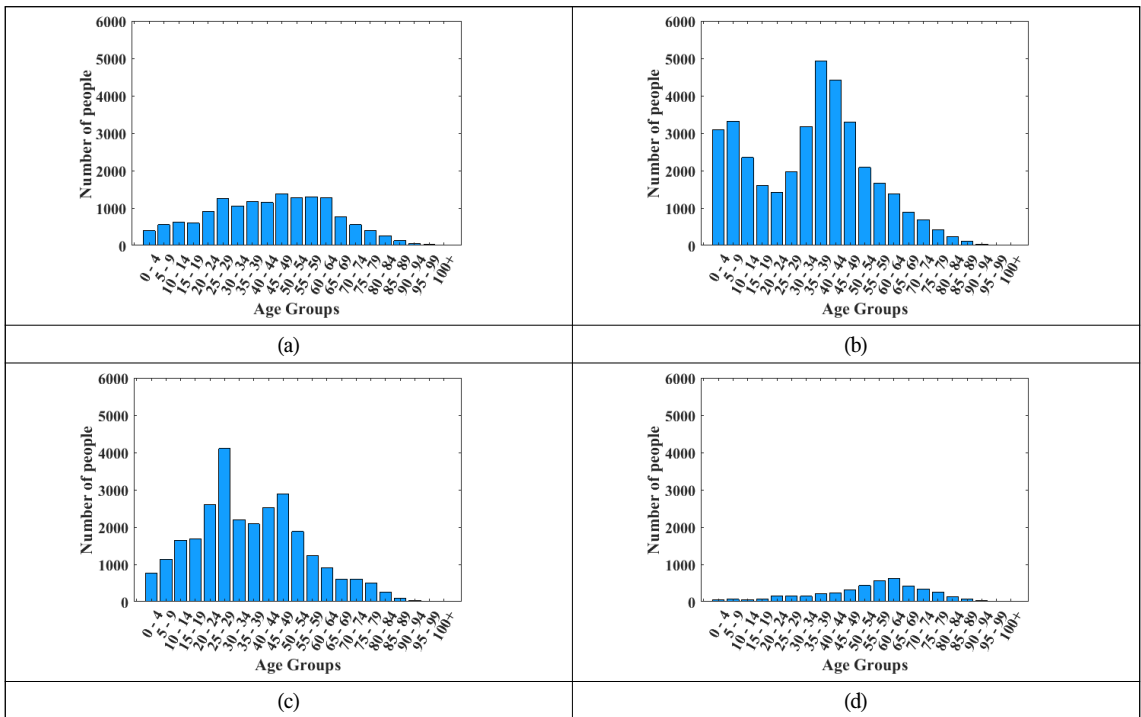 6000
5000
4000
3000
2000
1000
0
Number of people
0 - 4
5 - 9
10 - 14
15 - 19
20 - 24
25 - 29
30 - 34
35 - 39
40 - 44
45 - 49
50 - 54
55 - 59
60 - 64
65 - 69
70 - 74
75 - 79
80 - 84
85 - 89
90 - 94
95 - 99
100+
Age Groups
6000
5000
4000
3000
2000
1000
0
Number of people
0 - 4
5 - 9
10 - 14
15 - 19
20 - 24
25 - 29
30 - 34
35 - 39
40 - 44
45 - 49
50 - 54
55 - 59
60 - 64
65 - 69
70 - 74
75 - 79
80 - 84
85 - 89
90 - 94
95 - 99
100+
Age Groups
(a)
(b)
6000
5000
4000
3000
2000
1000
0
Number of people
0 - 4
5 - 9
10 - 14
15 - 19
20 - 24
25 - 29
30 - 34
35 - 39
40 - 44
45 - 49
50 - 54
55 - 59
60 - 64
65 - 69
70 - 74
75 - 79
80 - 84
85 - 89
90 - 94
95 - 99
100+
Age Groups
6000
5000
4000
3000
2000
1000
0
Number of people
0 - 4
5 - 9
10 - 14
15 - 19
20 - 24
25 - 29
30 - 34
35 - 39
40 - 44
45 - 49
50 - 54
55 - 59
60 - 64
65 - 69
70 - 74
75 - 79
80 - 84
85 - 89
90 - 94
95 - 99
100+
Age Groups
(c)
(d)